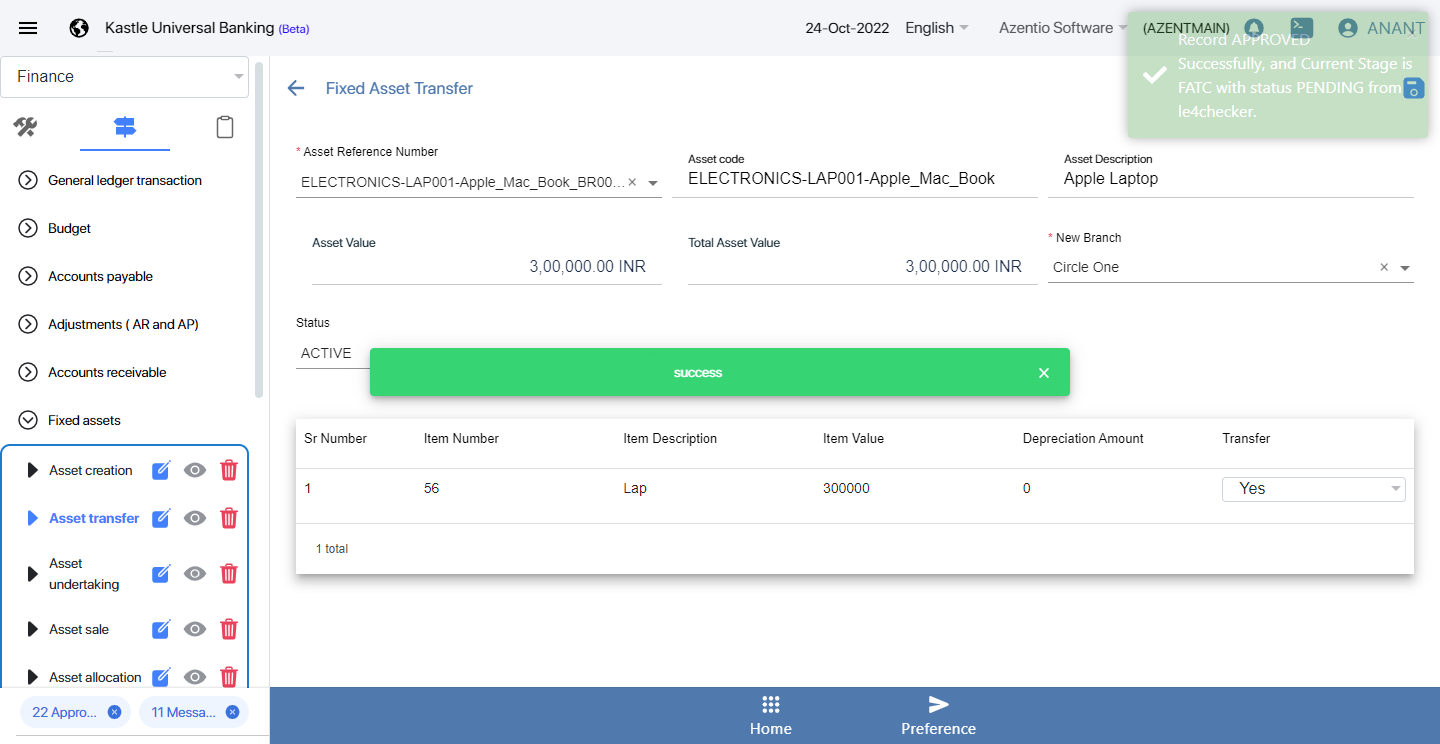 Kastle Universal Banking (Beta)
24-Oct-2022
English
Azentio Software
(AZENTMAIN)
ANANT
Record APPROVED
Successfully, and Current Stage is
FATC with status PENDING from
le4checker.
Finance
General ledger transaction
Budget
Accounts payable
Adjustments ( AR and AP)
Accounts receivable
Fixed assets
Asset creation
Asset transfer
Asset
undertaking
Asset sale
Asset allocation
22 Appro...
11 Messa...
Fixed Asset Transfer
* Asset Reference Number
ELECTRONICS-LAP001-Apple_Mac_Book_BR00...
Asset code
ELECTRONICS-LAP001-Apple_Mac_Book
Asset Description
Apple Laptop
Asset Value
3,00,000.00 INR
Total Asset Value
3,00,000.00 INR
* New Branch
Circle One
Status
ACTIVE
success
Sr Number Item Number Item Description Item Value Depreciation Amount Transfer
1 56 Lap 300000 0 Yes
1 total
Home
Preference